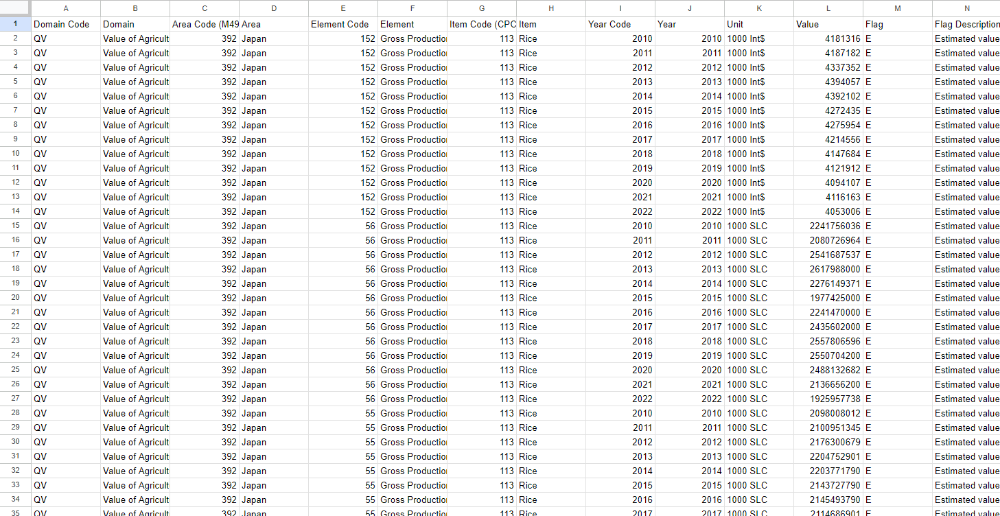 A B C D E F G H I J K L M N
1 Domain Code Domain Area Code (M49 Area Element Code Element Item Code (CPC Item Year Code Year Unit Value Flag Flag Description
2 QV Value of Agricult 392 Japan 152 Gross Productio 113 Rice 2010 2010 1000 Int$ 4181316 E Estimated value
3 QV Value of Agricult 392 Japan 152 Gross Productio 113 Rice 2011 2011 1000 Int$ 4187182 E Estimated value
4 QV Value of Agricult 392 Japan 152 Gross Productio 113 Rice 2012 2012 1000 Int$ 4337352 E Estimated value
5 QV Value of Agricult 392 Japan 152 Gross Productio 113 Rice 2013 2013 1000 Int$ 4394057 E Estimated value
6 QV Value of Agricult 392 Japan 152 Gross Productio 113 Rice 2014 2014 1000 Int$ 4392102 E Estimated value
7 QV Value of Agricult 392 Japan 152 Gross Productio 113 Rice 2015 2015 1000 Int$ 4272435 E Estimated value
8 QV Value of Agricult 392 Japan 152 Gross Productio 113 Rice 2016 2016 1000 Int$ 4275954 E Estimated value
9 QV Value of Agricult 392 Japan 152 Gross Productio 113 Rice 2017 2017 1000 Int$ 4214556 E Estimated value
10 QV Value of Agricult 392 Japan 152 Gross Productio 113 Rice 2018 2018 1000 Int$ 4147684 E Estimated value
11 QV Value of Agricult 392 Japan 152 Gross Productio 113 Rice 2019 2019 1000 Int$ 4121912 E Estimated value
12 QV Value of Agricult 392 Japan 152 Gross Productio 113 Rice 2020 2020 1000 Int$ 4094107 E Estimated value
13 QV Value of Agricult 392 Japan 152 Gross Productio 113 Rice 2021 2021 1000 Int$ 4116163 E Estimated value
14 QV Value of Agricult 392 Japan 152 Gross Productio 113 Rice 2022 2022 1000 Int$ 4053006 E Estimated value
15 QV Value of Agricult 392 Japan 56 Gross Productio 113 Rice 2010 2010 1000 SLC 2241756036 E Estimated value
16 QV Value of Agricult 392 Japan 56 Gross Productio 113 Rice 2011 2011 1000 SLC 2080726964 E Estimated value
17 QV Value of Agricult 392 Japan 56 Gross Productio 113 Rice 2012 2012 1000 SLC 2541687537 E Estimated value
18 QV Value of Agricult 392 Japan 56 Gross Productio 113 Rice 2013 2013 1000 SLC 2617988000 E Estimated value
19 QV Value of Agricult 392 Japan 56 Gross Productio 113 Rice 2014 2014 1000 SLC 2276149371 E Estimated value
20 QV Value of Agricult 392 Japan 56 Gross Productio 113 Rice 2015 2015 1000 SLC 1977425000 E Estimated value
21 QV Value of Agricult 392 Japan 56 Gross Productio 113 Rice 2016 2016 1000 SLC 2241470000 E Estimated value
22 QV Value of Agricult 392 Japan 56 Gross Productio 113 Rice 2017 2017 1000 SLC 2435602000 E Estimated value
23 QV Value of Agricult 392 Japan 56 Gross Productio 113 Rice 2018 2018 1000 SLC 2557806596 E Estimated value
24 QV Value of Agricult 392 Japan 56 Gross Productio 113 Rice 2019 2019 1000 SLC 2550704200 E Estimated value
25 QV Value of Agricult 392 Japan 56 Gross Productio 113 Rice 2020 2020 1000 SLC 2488132682 E Estimated value
26 QV Value of Agricult 392 Japan 56 Gross Productio 113 Rice 2021 2021 1000 SLC 2136656200 E Estimated value
27 QV Value of Agricult 392 Japan 56 Gross Productio 113 Rice 2022 2022 1000 SLC 1925957738 E Estimated value
28 QV Value of Agricult 392 Japan 55 Gross Productio 113 Rice 2010 2010 1000 SLC 2098008012 E Estimated value
29 QV Value of Agricult 392 Japan 55 Gross Productio 113 Rice 2011 2011 1000 SLC 2100951345 E Estimated value
30 QV Value of Agricult 392 Japan 55 Gross Productio 113 Rice 2012 2012 1000 SLC 2176300679 E Estimated value
31 QV Value of Agricult 392 Japan 55 Gross Productio 113 Rice 2013 2013 1000 SLC 2204752901 E Estimated value
32 QV Value of Agricult 392 Japan 55 Gross Productio 113 Rice 2014 2014 1000 SLC 2203771790 E Estimated value
33 QV Value of Agricult 392 Japan 55 Gross Productio 113 Rice 2015 2015 1000 SLC 2143727790 E Estimated value
34 QV Value of Agricult 392 Japan 55 Gross Productio 113 Rice 2016 2016 1000 SLC 2145493790 E Estimated value
35 QV Value of Agricult 392 Japan 55 Gross Productio 113 Rice 2017 2017 1000 SLC 2114686901 E Estimated value